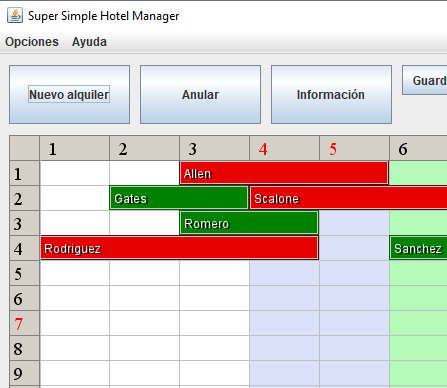 Super Simple Hotel Manager
Opciones Ayuda
Nuevo alquiler Anular Información Guard
1 2 3 4 5 6
1 Allen
2 Gates Scalone
3 Romero
4 Rodriguez Sanchez
5
6
7
8
9